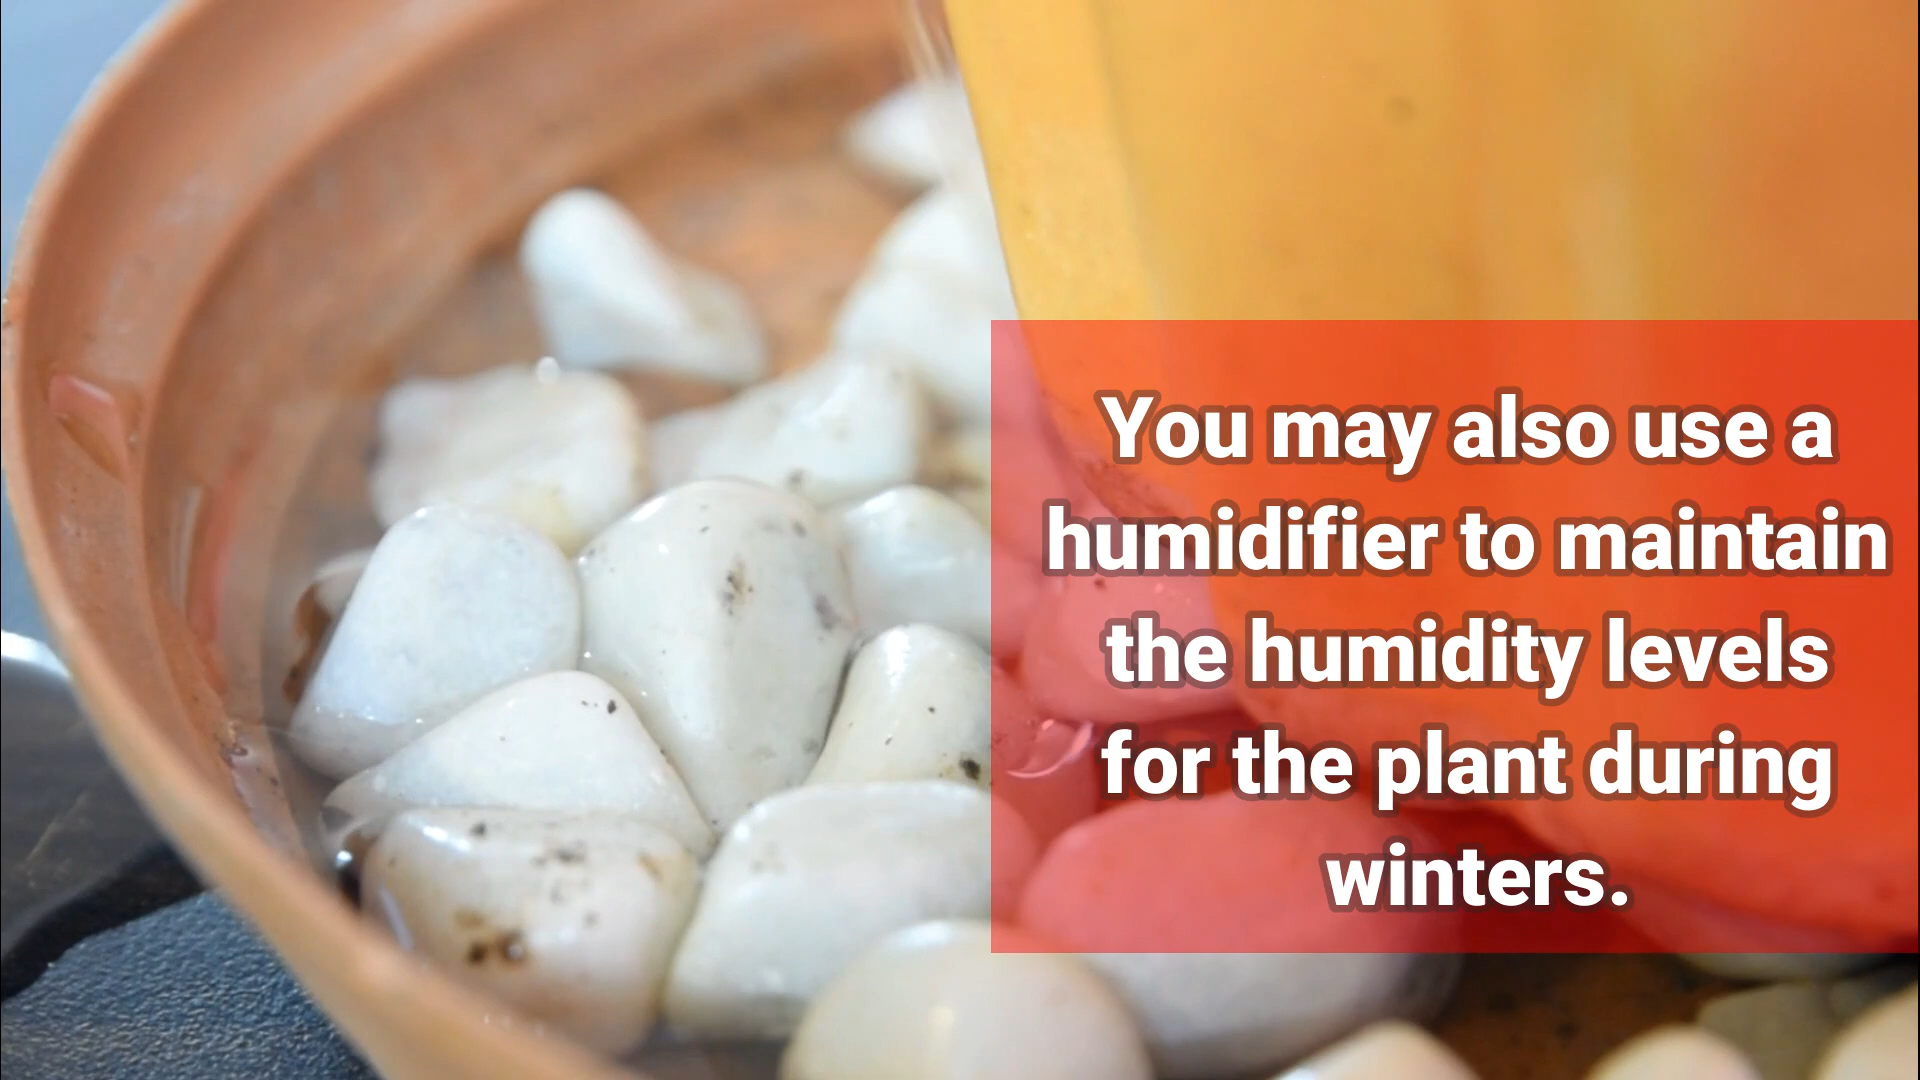 You may also use a
humidifier to maintain
the humidity levels
for the plant during
winters.